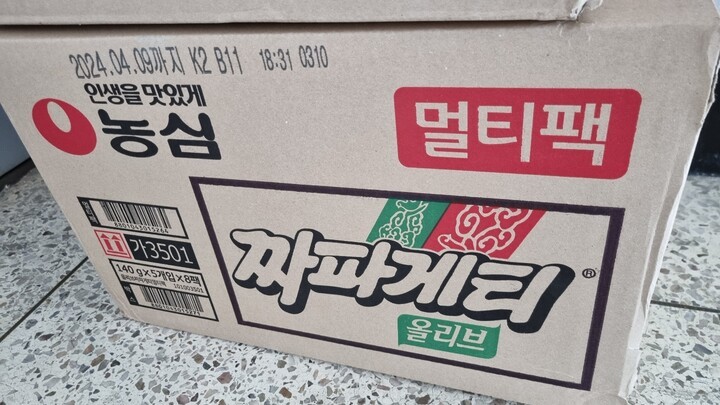 2024.04.09까지 K2 B11 18:31 0310
인생을 맛있게
농심
멀티팩
짜파게티®
올리브
가3501
140 g×5개입×8팩
101003501